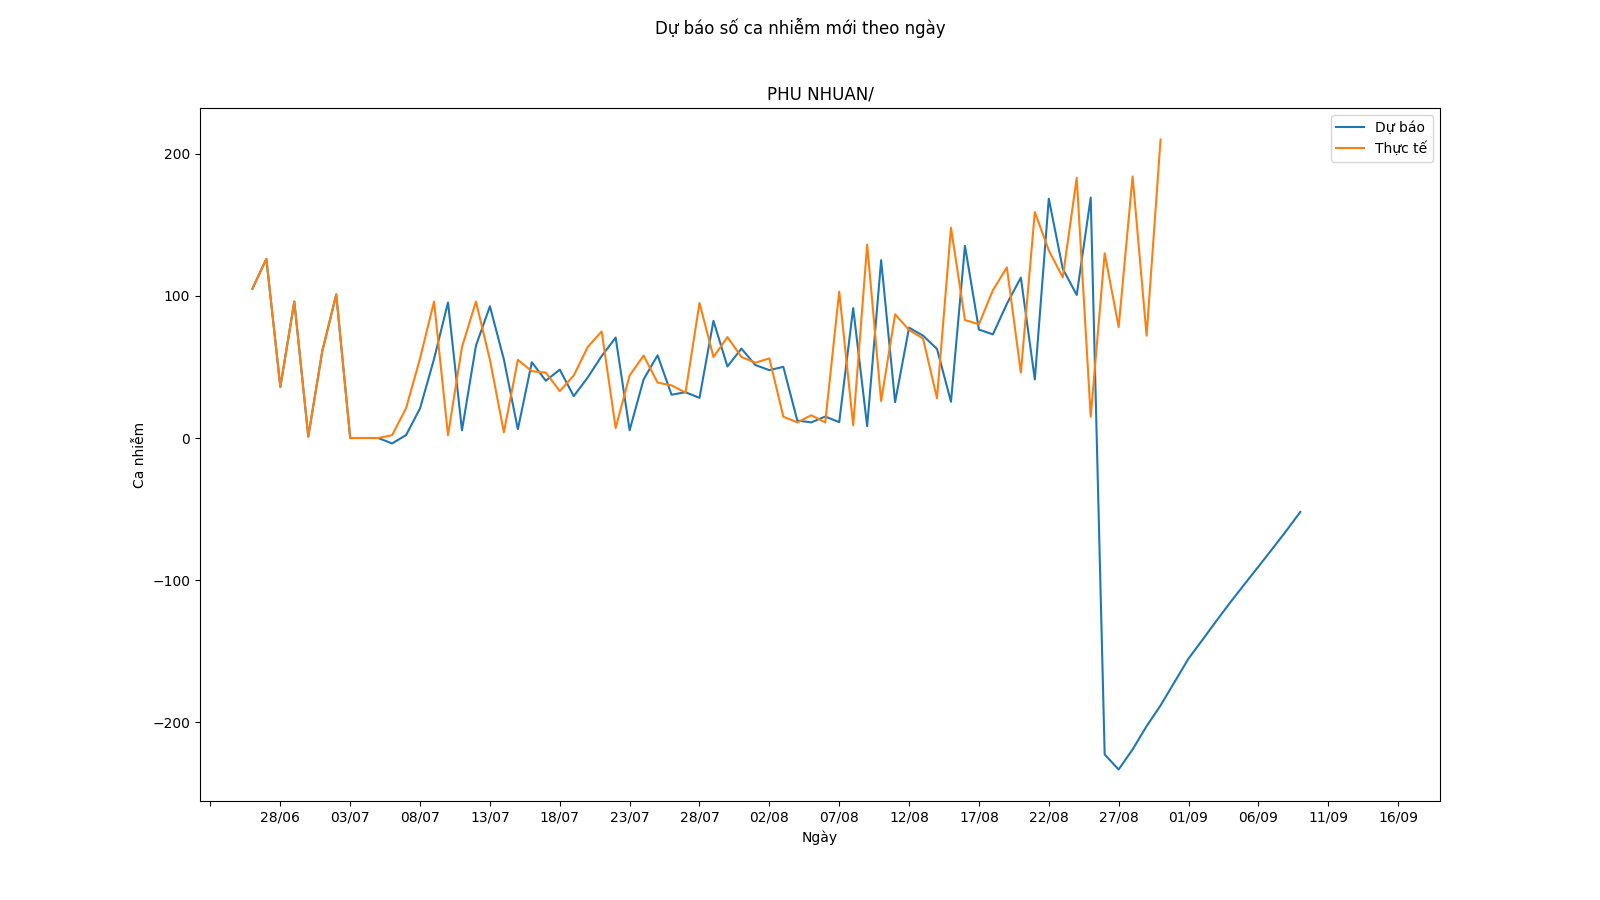 Dự báo số ca nhiễm mới theo ngày
PHU NHUAN/
Dự báo
Thực tế
200
100
0
−100
−200
Ca nhiễm
28/06 03/07 08/07 13/07 18/07 23/07 28/07 02/08 07/08 12/08 17/08 22/08 27/08 01/09 06/09 11/09 16/09
Ngày